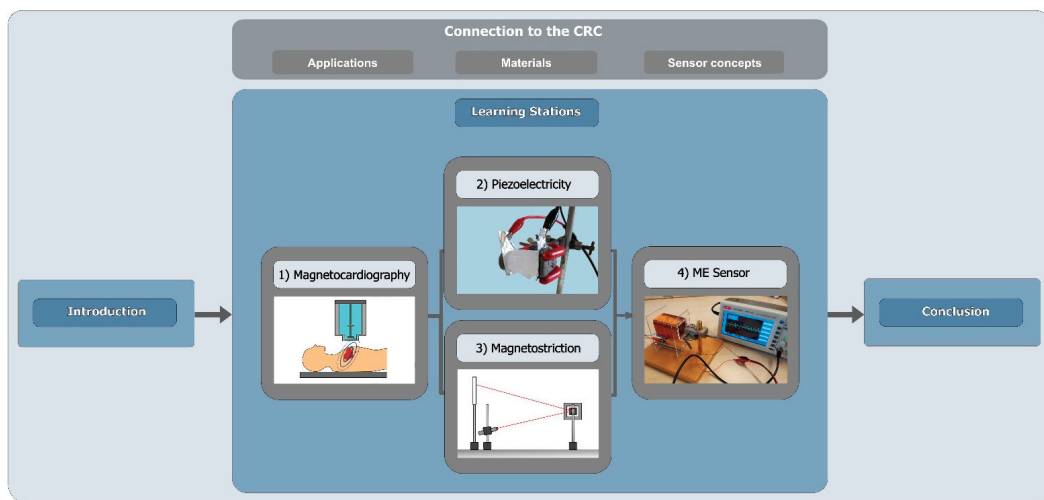 Connection to the CRC
Applications
Materials
Sensor concepts
Learning Stations
Introduction
1) Magnetocardiography
2) Piezoelectricity
3) Magnetostriction
4) ME Sensor
Conclusion